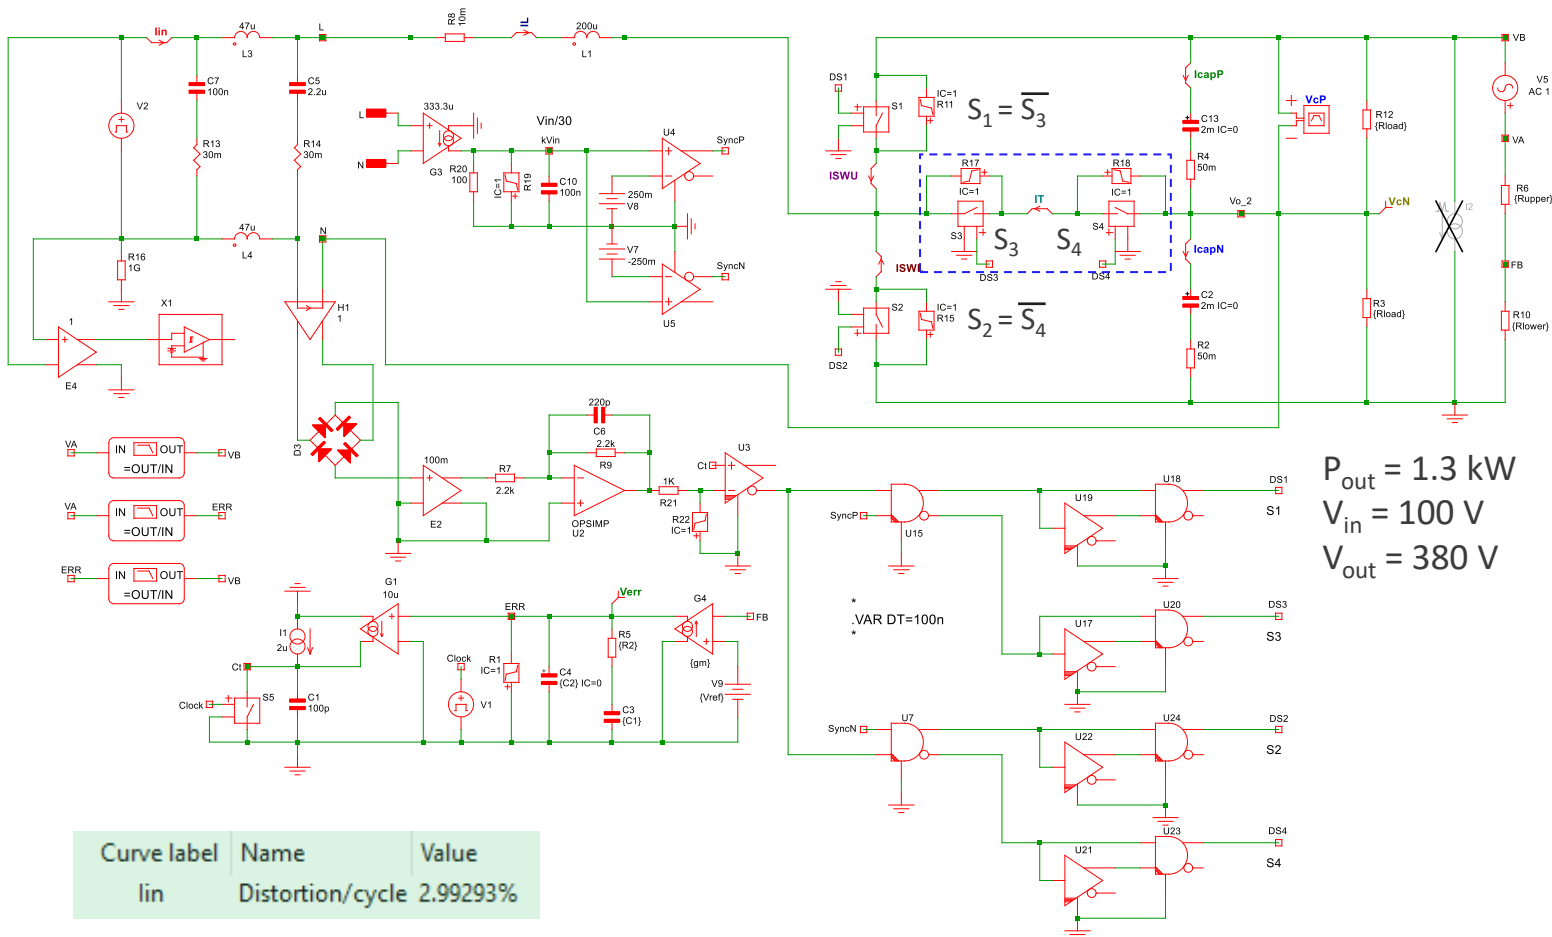 Iin
47u
L3
L
R8
10m
IL
200u
L1
VB
C7
100n
C5
2.2u
V2
R13
30m
R14
30m
L
N
333.3u
G3
Vin/30
kVin
R20
100
IC=1
R19
C10
100n
250m
V8
V7
-250m
U4
SyncP
SyncN
U5
DS1
S1
IC=1
R11
S1 = S̅3̅
ISWU
R17
IC=1
S3
IT
R18
IC=1
S4
S3
S4
DS3
DS4
ISWL
S2
IC=1
R15
S2 = S̅4̅
DS2
IcapP
C13
2m IC=0
R4
50m
Vo_2
IcapN
C2
2m IC=0
R2
50m
VcP
R12
{Rload}
VcN
R3
{Rload}
I2
V5
AC 1
VA
R6
{Rupper}
FB
R10
{Rlower}
47u
L4
N
R16
1G
X1
1
E4
H1
1
VA
IN OUT
=OUT/IN
VB
VA
IN OUT
=OUT/IN
ERR
ERR
IN OUT
=OUT/IN
VB
D3
100m
E2
R7
2.2k
220p
C6
2.2k
R9
OPSIMP
U2
1K
R21
R22
IC=1
Ct
U3
SyncP
U15
U19
U18
DS1
S1
Pout = 1.3 kW
Vin = 100 V
Vout = 380 V
U17
U20
DS3
S3
SyncN
U7
U22
U24
DS2
S2
U21
U23
DS4
S4
*
.VAR DT=100n
*
I1
2u
G1
10u
Ct
Clock
S5
C1
100p
Clock
V1
ERR
R1
IC=1
C4
{C2} IC=0
Verr
R5
{R2}
C3
{C1}
G4
{gm}
FB
V9
{Vref}
Curve label Name Value
Iin Distortion/cycle 2.99293%